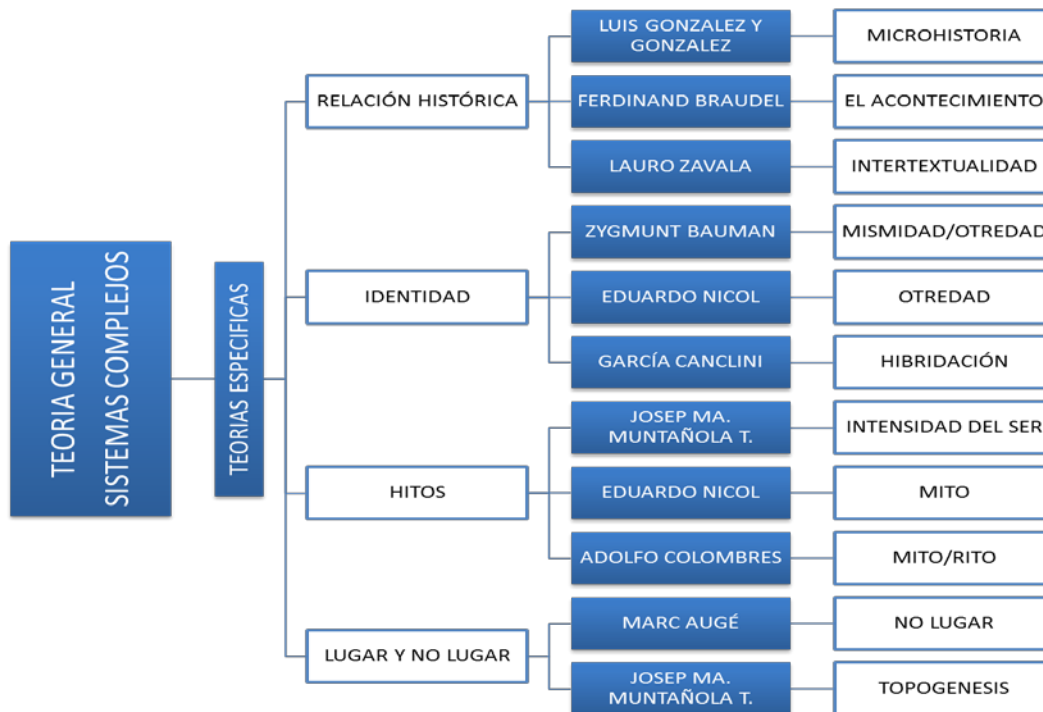 TEORIA GENERAL
SISTEMAS COMPLEJOS
TEORIAS ESPECIFICAS
RELACIÓN HISTÓRICA
LUIS GONZALEZ Y
GONZALEZ
MICROHISTORIA
FERDINAND BRAUDEL
EL ACONTECIMIENTO
LAURO ZAVALA
INTERTEXTUALIDAD
IDENTIDAD
ZYGMUNT BAUMAN
MISMIDAD/OTREDAD
EDUARDO NICOL
OTREDAD
GARCÍA CANCLINI
HIBRIDACIÓN
HITOS
JOSEP MA.
MUNTAÑOLA T.
INTENSIDAD DEL SER
EDUARDO NICOL
MITO
ADOLFO COLOMBRES
MITO/RITO
LUGAR Y NO LUGAR
MARC AUGÉ
NO LUGAR
JOSEP MA.
MUNTAÑOLA T.
TOPOGENESIS